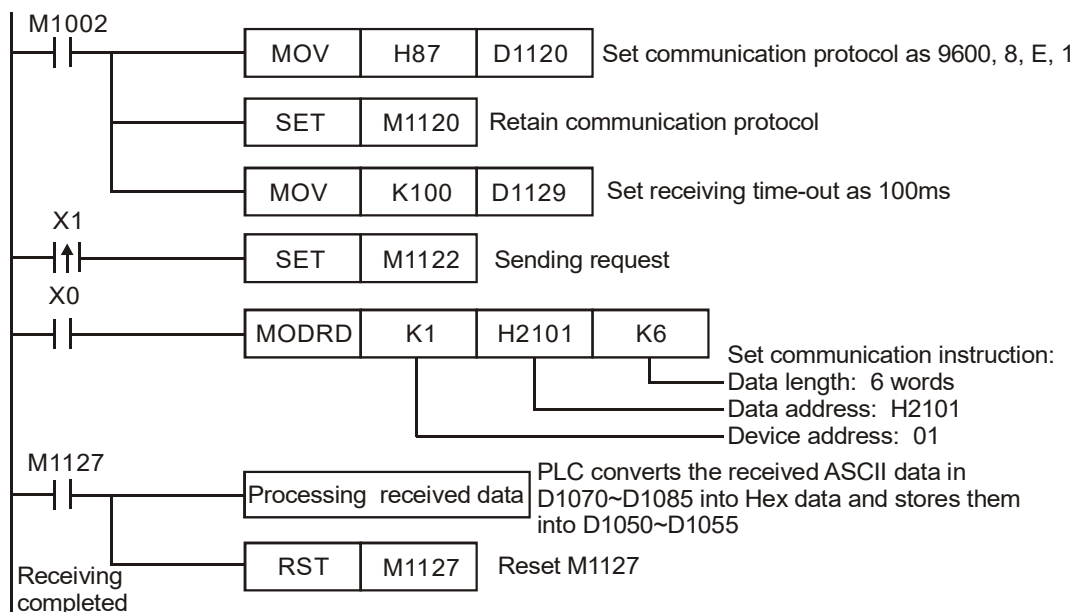 M1002
MOV H87 D1120 Set communication protocol as 9600, 8, E, 1
SET M1120 Retain communication protocol
MOV K100 D1129 Set receiving time-out as 100ms
X1
SET M1122 Sending request
X0
MODRD K1 H2101 K6
Set communication instruction:
Data length: 6 words
Data address: H2101
Device address: 01
M1127
Processing received data
PLC converts the received ASCII data in
D1070~D1085 into Hex data and stores them
into D1050~D1055
RST M1127 Reset M1127
Receiving
completed